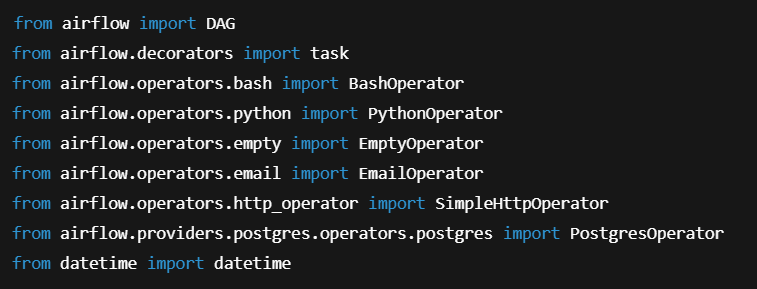 from airflow import DAG
from airflow.decorators import task
from airflow.operators.bash import BashOperator
from airflow.operators.python import PythonOperator
from airflow.operators.empty import EmptyOperator
from airflow.operators.email import EmailOperator
from airflow.operators.http_operator import SimpleHttpOperator
from airflow.providers.postgres.operators.postgres import PostgresOperator
from datetime import datetime